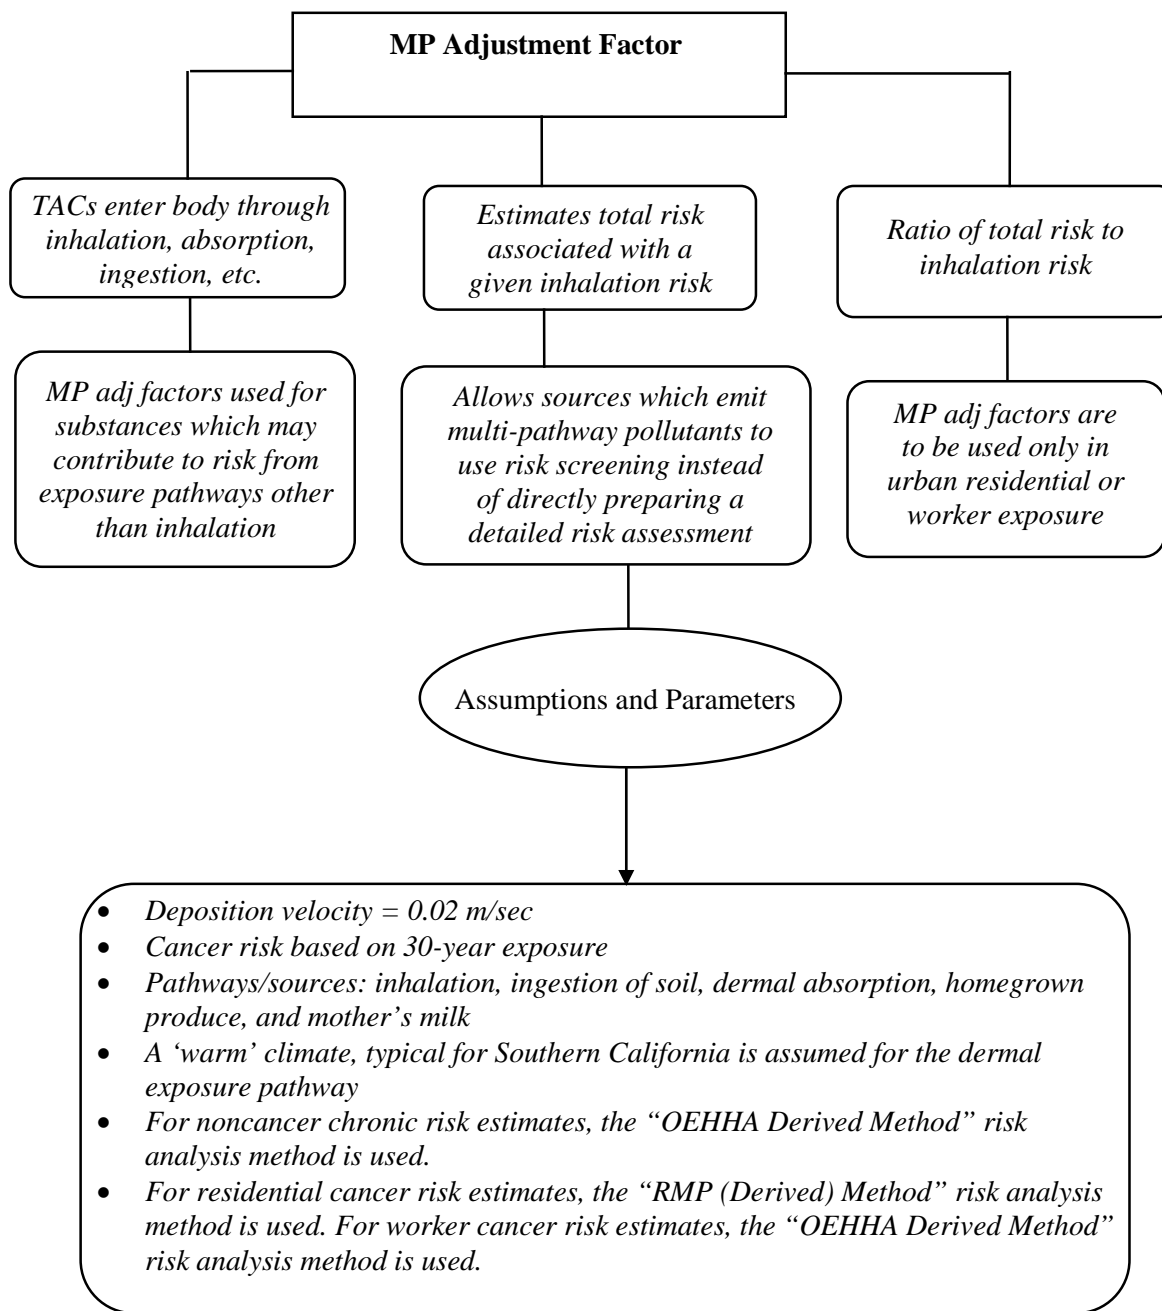 MP Adjustment Factor
TACs enter body through
inhalation, absorption,
ingestion, etc.
Estimates total risk
associated with a
given inhalation risk
Ratio of total risk to
inhalation risk
MP adj factors used for
substances which may
contribute to risk from
exposure pathways other
than inhalation
Allows sources which emit
multi-pathway pollutants to
use risk screening instead
of directly preparing a
detailed risk assessment
MP adj factors are
to be used only in
urban residential or
worker exposure
Assumptions and Parameters
• Deposition velocity = 0.02 m/sec
• Cancer risk based on 30-year exposure
• Pathways/sources: inhalation, ingestion of soil, dermal absorption, homegrown
produce, and mother’s milk
• A ‘warm’ climate, typical for Southern California is assumed for the dermal
exposure pathway
• For noncancer chronic risk estimates, the “OEHHA Derived Method” risk
analysis method is used.
• For residential cancer risk estimates, the “RMP (Derived) Method” risk analysis
method is used. For worker cancer risk estimates, the “OEHHA Derived Method”
risk analysis method is used.